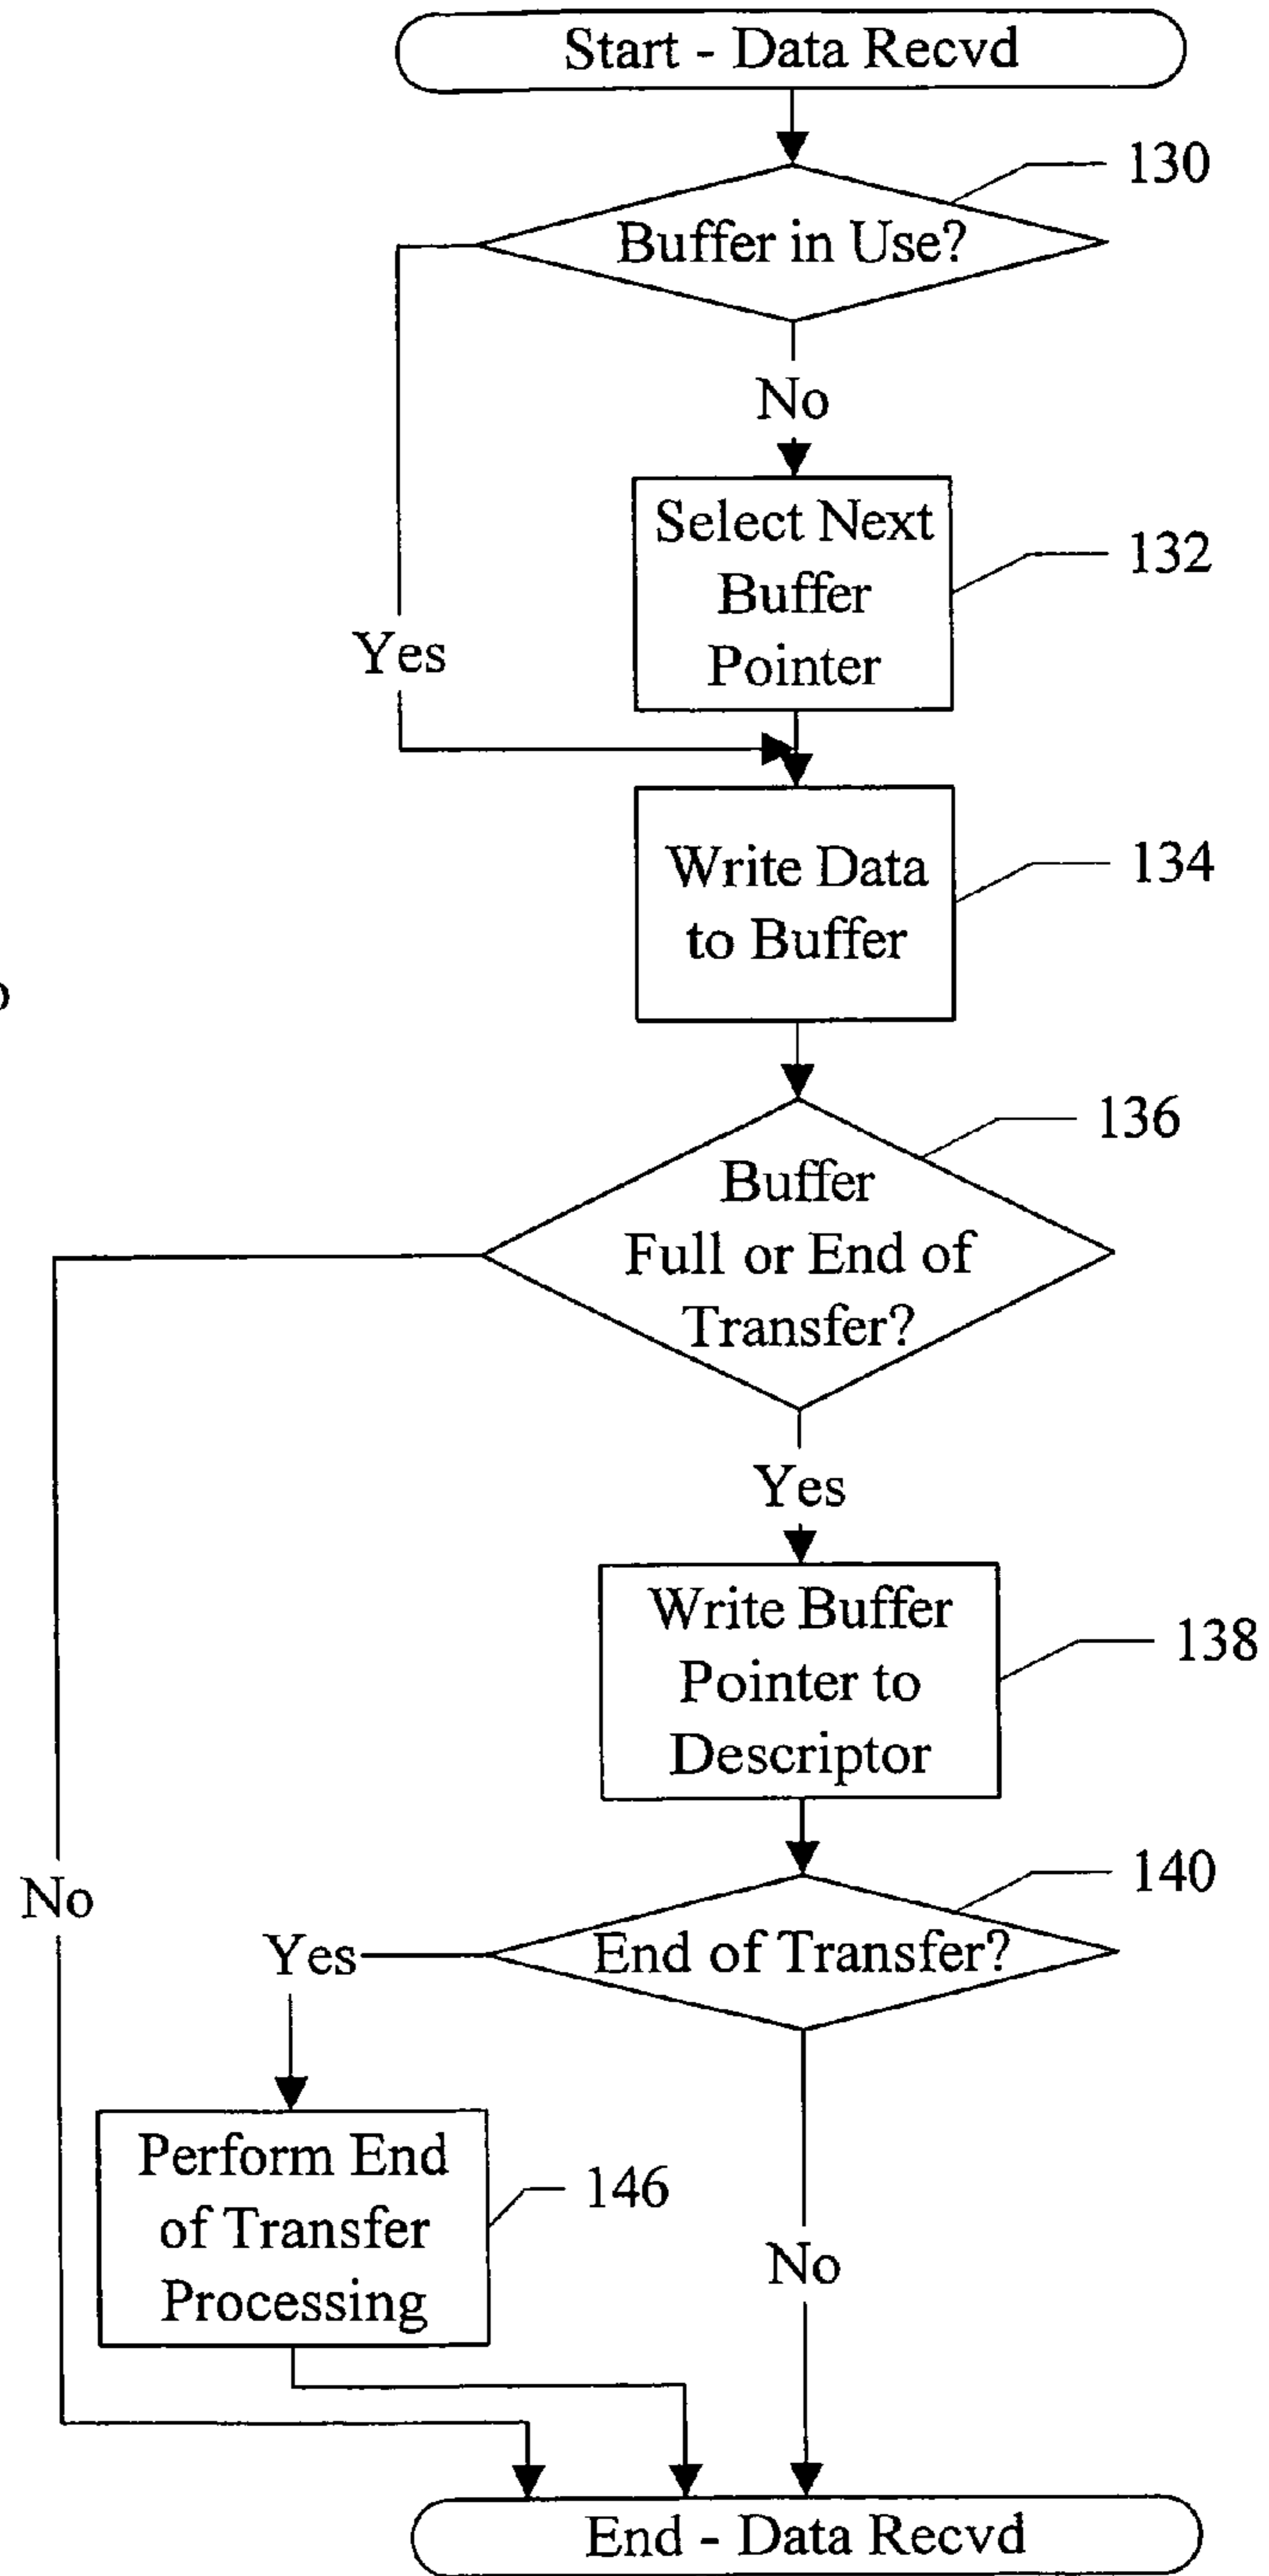 Start - Data Recvd
130
Buffer in Use?
No
Select Next
132
Buffer
Pointer
Yes
Write Data
134
to Buffer
136
Buffer
Full or End of
Transfer?
Yes
Write Buffer
138
Pointer to
Descriptor
140
No
End of Transfer?
Yes
Perform End
146
of Transfer
Processing
No
End - Data Recvd